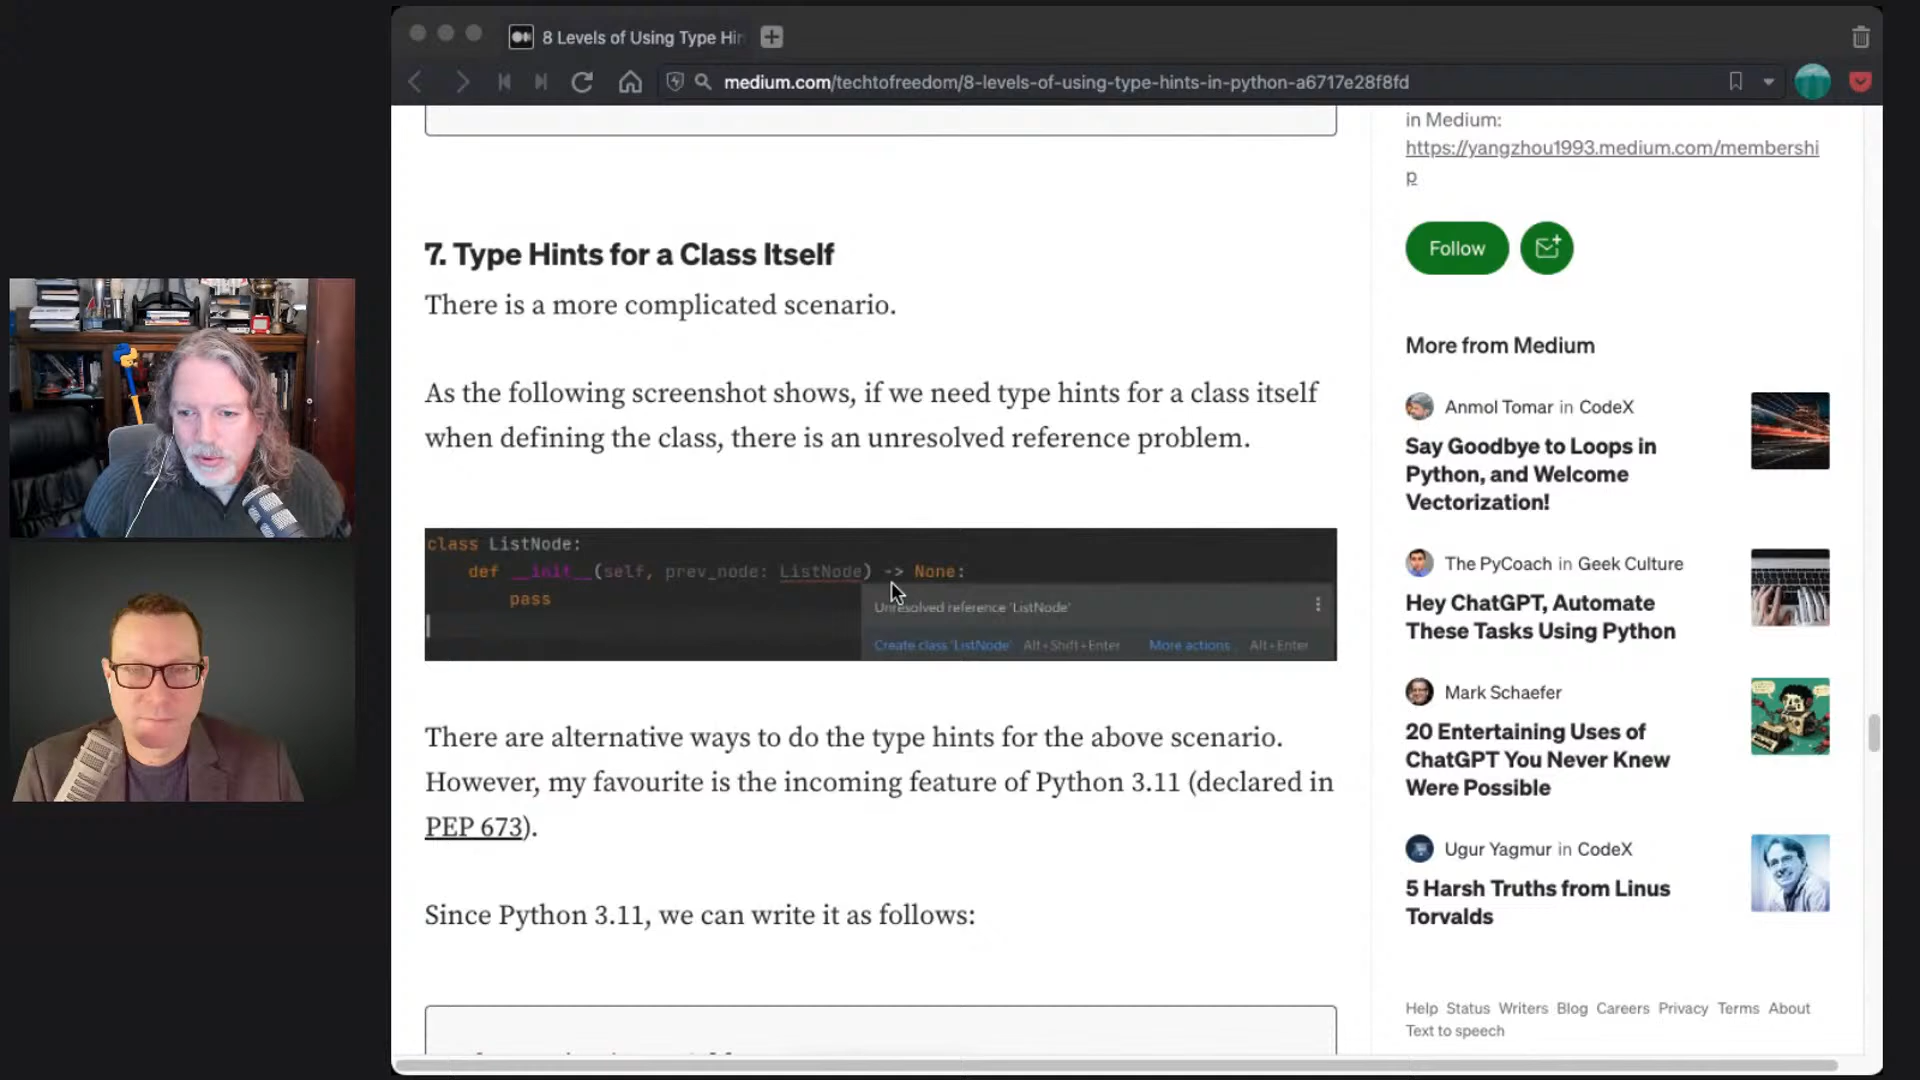 8 Levels of Using Type Hin
medium.com/techtofreedom/8-levels-of-using-type-hints-in-python-a6717e28f8fd
7. Type Hints for a Class Itself
There is a more complicated scenario.
As the following screenshot shows, if we need type hints for a class itself
when defining the class, there is an unresolved reference problem.
class ListNode:
def __init__(self, prev_node: ListNode) -> None:
pass
Unresolved reference 'ListNode'
Create class 'ListNode' Alt+Shift+Enter More actions... Alt+Enter
There are alternative ways to do the type hints for the above scenario.
However, my favourite is the incoming feature of Python 3.11 (declared in
PEP 673).
Since Python 3.11, we can write it as follows:
in Medium:
https://yangzhou1993.medium.com/membershi
p
Follow
More from Medium
Anmol Tomar in CodeX
Say Goodbye to Loops in
Python, and Welcome
Vectorization!
The PyCoach in Geek Culture
Hey ChatGPT, Automate
These Tasks Using Python
Mark Schaefer
20 Entertaining Uses of
ChatGPT You Never Knew
Were Possible
Ugur Yagmur in CodeX
5 Harsh Truths from Linus
Torvalds
Help Status Writers Blog Careers Privacy Terms About
Text to speech